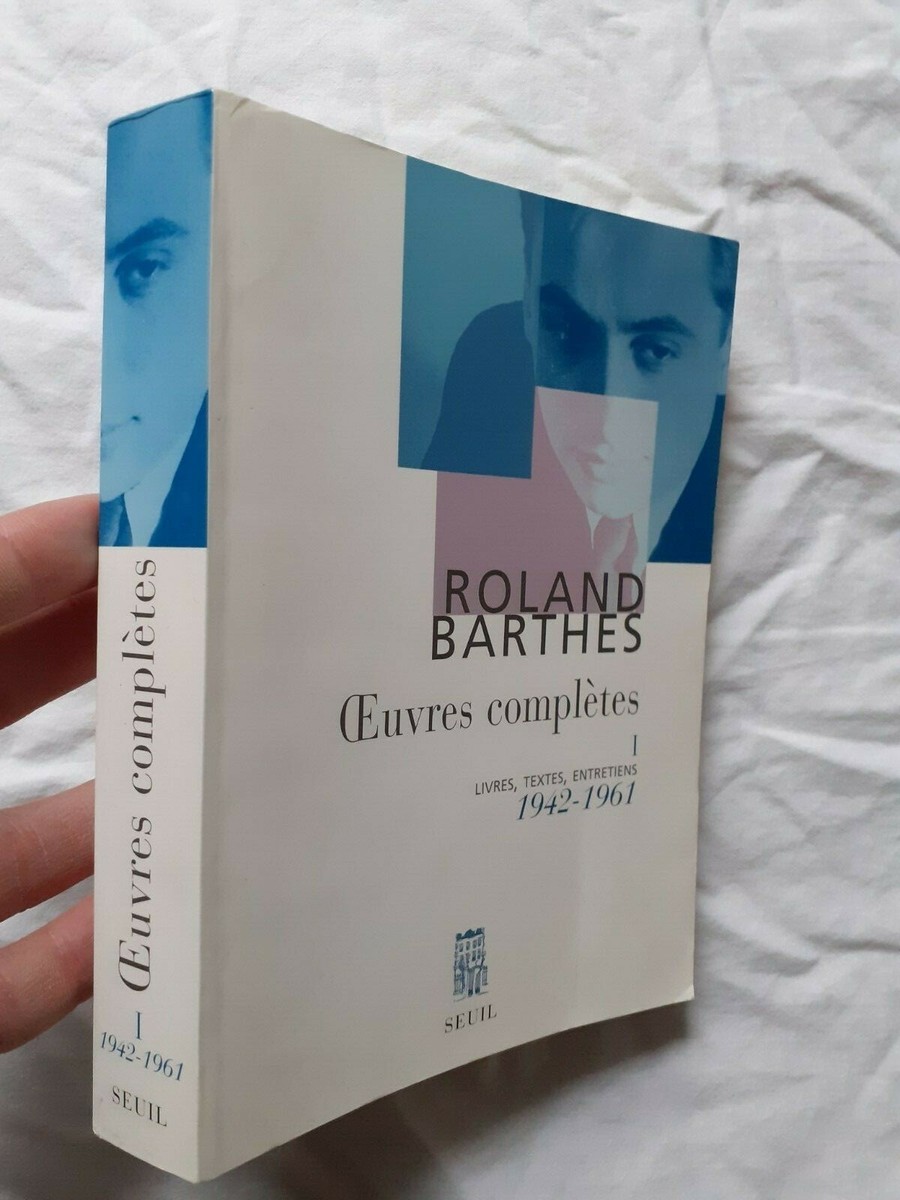 Œuvres complètes
I
1942-1961
SEUIL
ROLAND
BARTHES
Œuvres complètes
I
LIVRES, TEXTES, ENTRETIENS
1942-1961
SEUIL